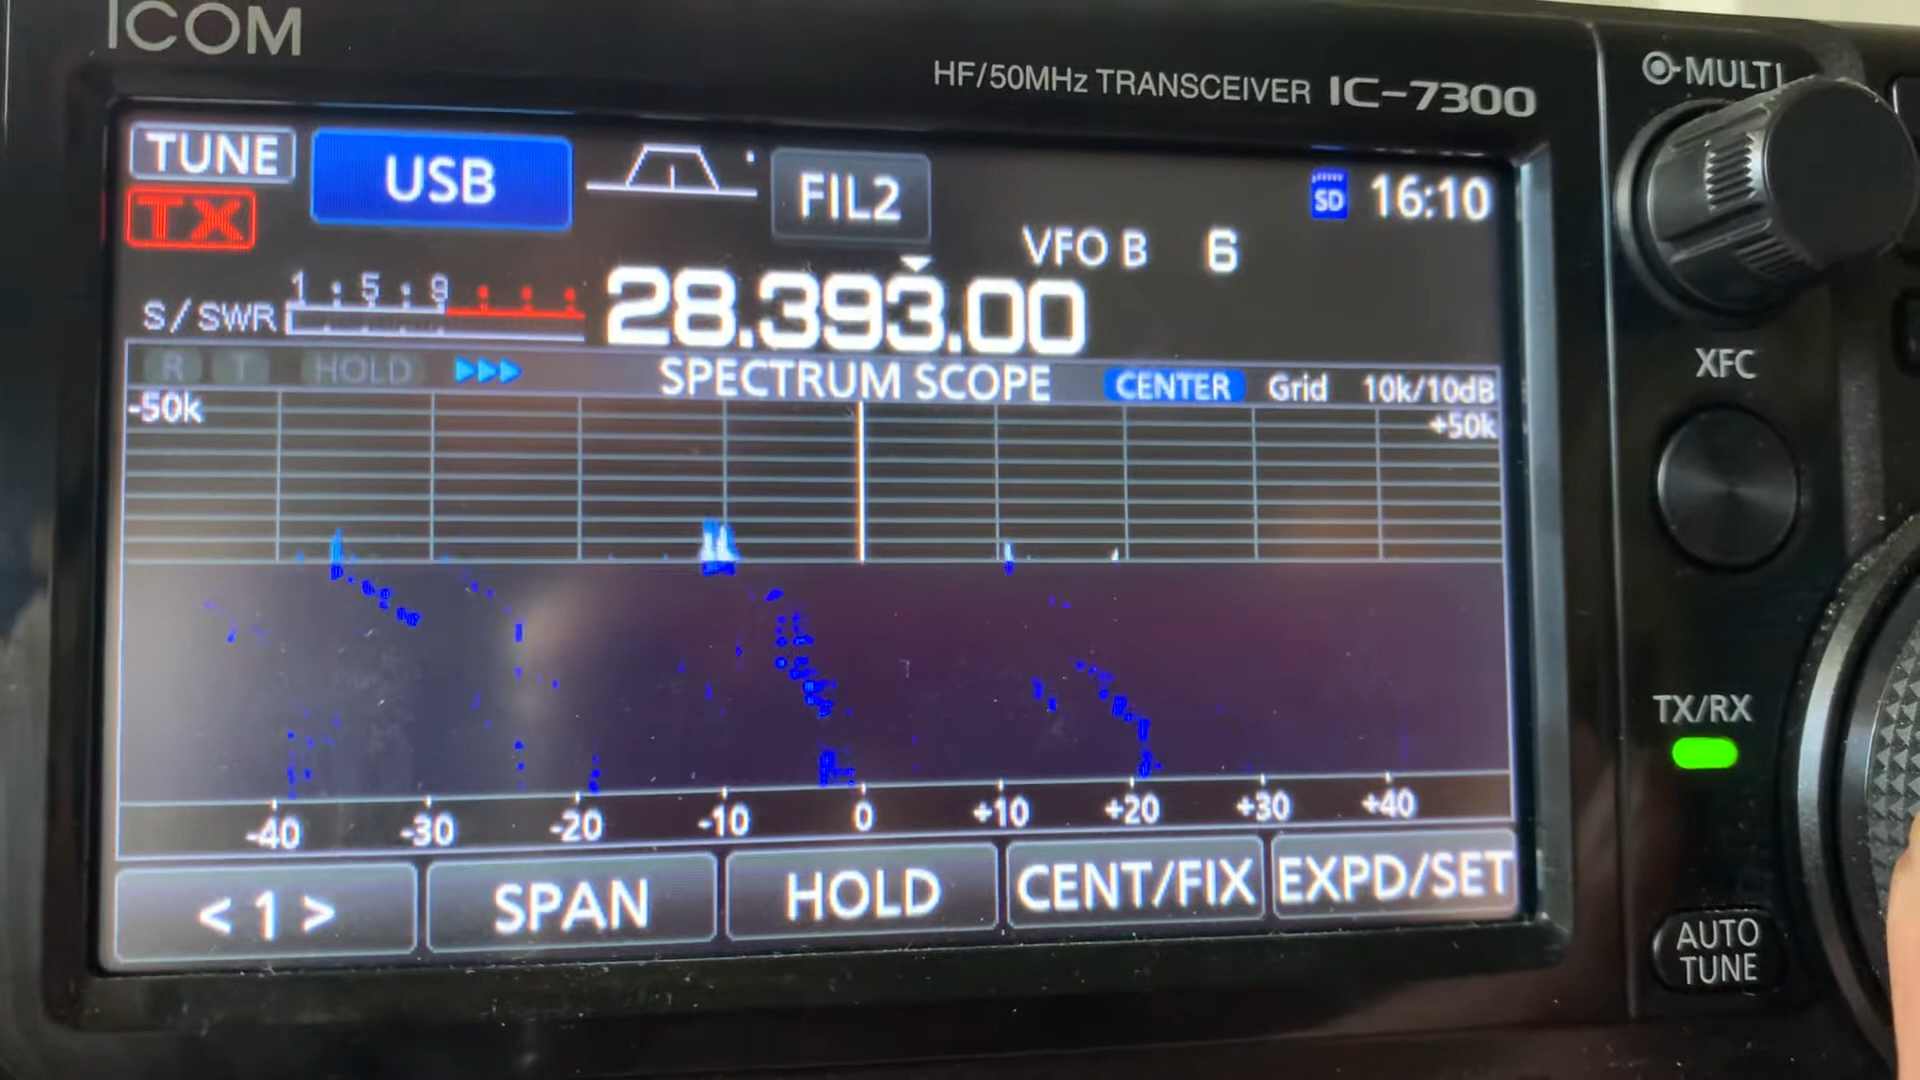 ICOM
HF/50MHz TRANSCEIVER IC-7300
MULTI
TUNE USB FIL2 SD 16:10
TX
VFO B 6
1 5 9
S/SWR 28.393.00
R T HOLD SPECTRUM SCOPE CENTER Grid 10k/10dB
-50k +50k
XFC
TX/RX
-40 -30 -20 -10 0 +10 +20 +30 +40
< 1 > SPAN HOLD CENT/FIX EXPD/SET
AUTO
TUNE